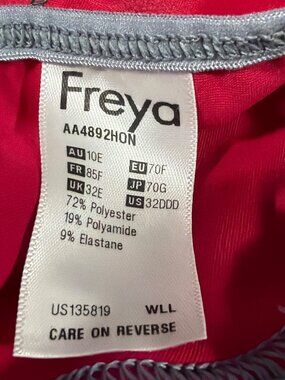 Freya
AA4892HON
AU 10E EU 70F
FR 85F JP 70G
UK 32E US 32DDD
72% Polyester
19% Polyamide
9% Elastane
US135819 WLL
CARE ON REVERSE